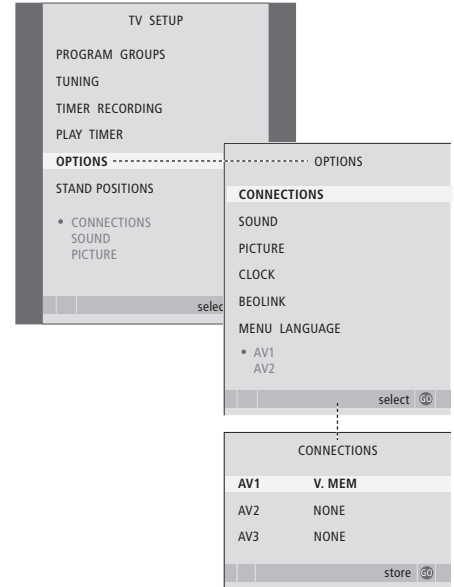 TV SETUP
PROGRAM GROUPS
TUNING
TIMER RECORDING
PLAY TIMER
OPTIONS
STAND POSITIONS
• CONNECTIONS
SOUND
PICTURE
OPTIONS
CONNECTIONS
SOUND
PICTURE
CLOCK
BEOLINK
MENU LANGUAGE
• AV1
AV2
select GO
CONNECTIONS
AV1 V. MEM
AV2 NONE
AV3 NONE
store GO